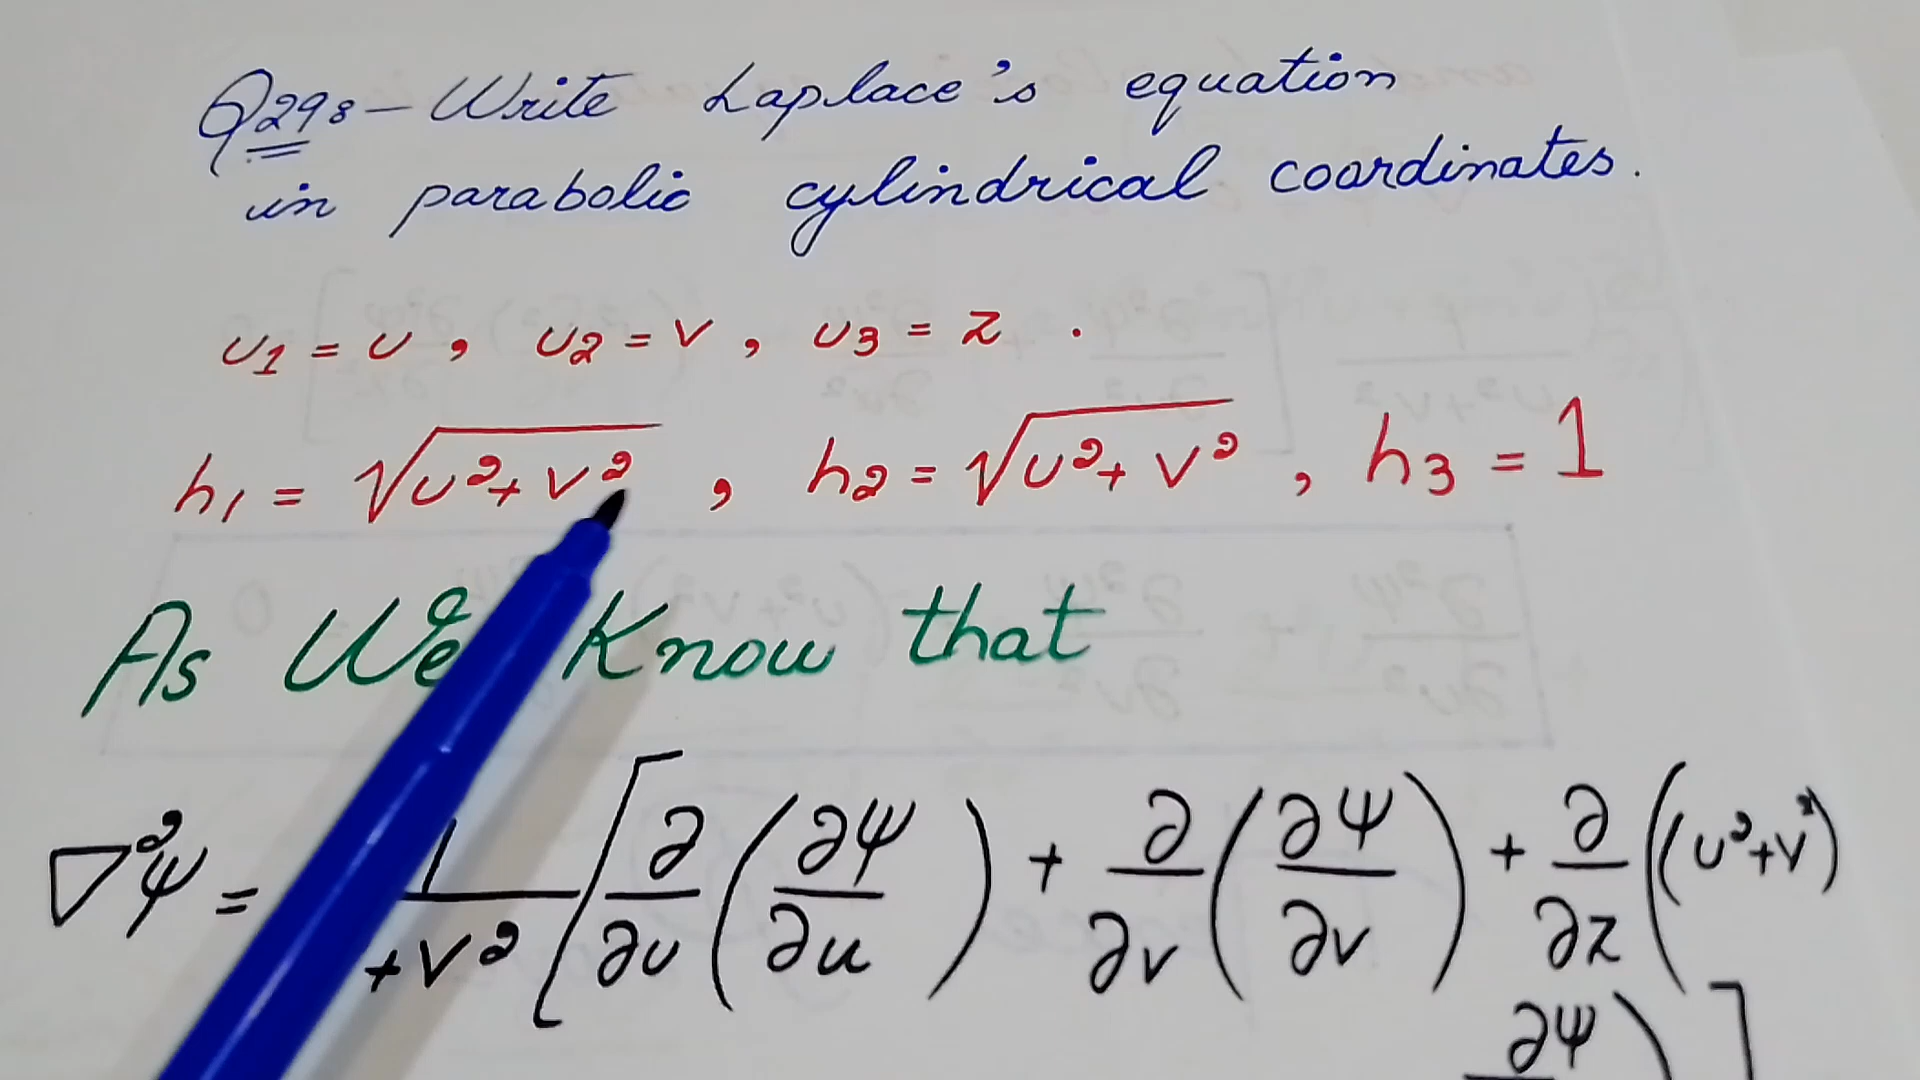 Q29:- Write Laplace's equation
in parabolic cylindrical coordinates.
u1 = u, u2 = v, u3 = z .
h1 = √(u²+v²), h2 = √(u²+v²), h3 = 1
As We Know that
∇²ψ = 1/+v² [∂/∂u (∂ψ/∂u) + ∂/∂v (∂ψ/∂v) + ∂/∂z ((u²+v²)
∂ψ)]